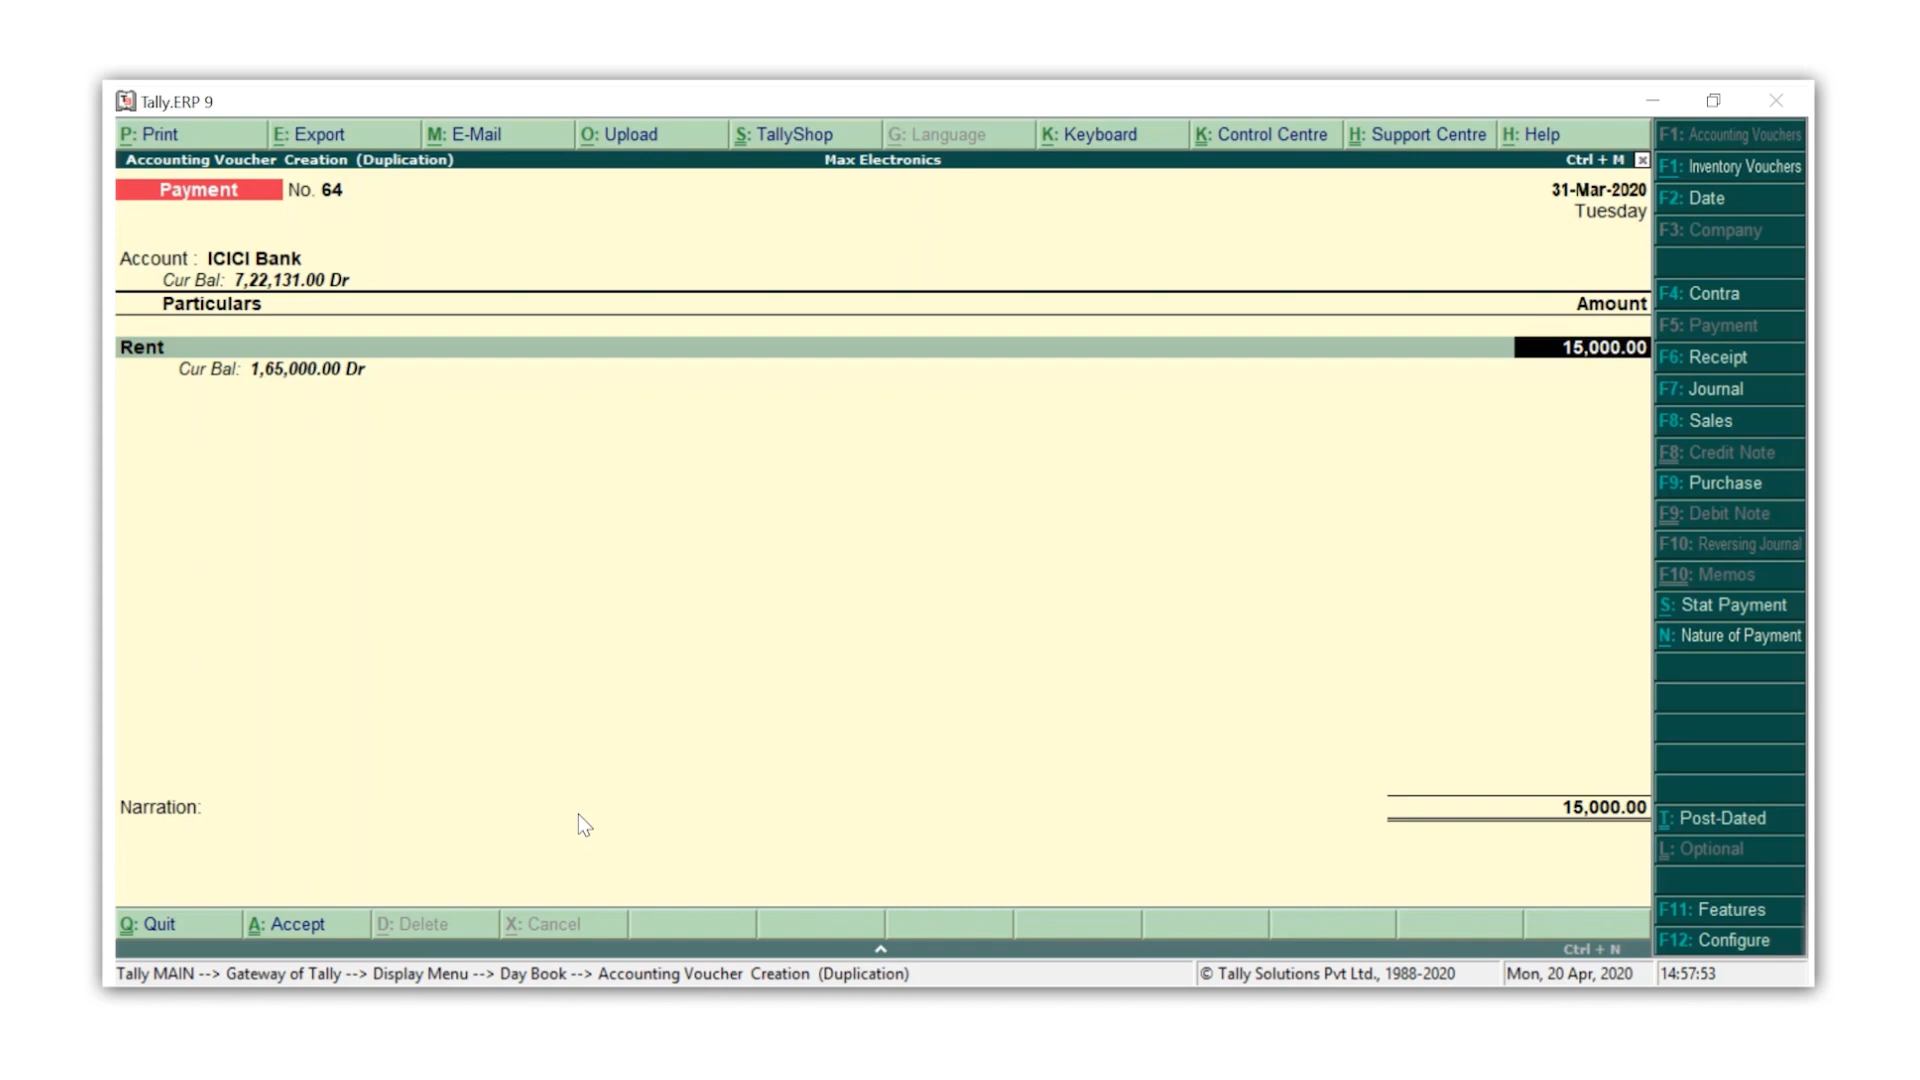 Tally.ERP 9
P: Print E: Export M: E-Mail O: Upload S: TallyShop G: Language K: Keyboard K: Control Centre H: Support Centre H: Help
Accounting Voucher Creation (Duplication) Max Electronics Ctrl + M
Payment No. 64 31-Mar-2020
Tuesday
Account : ICICI Bank
Cur Bal: 7,22,131.00 Dr
Particulars Amount
Rent 15,000.00
Cur Bal: 1,65,000.00 Dr
Narration: 15,000.00
F1: Accounting Vouchers
F1: Inventory Vouchers
F2: Date
F3: Company
F4: Contra
F5: Payment
F6: Receipt
F7: Journal
F8: Sales
F8: Credit Note
F9: Purchase
F9: Debit Note
F10: Reversing Journal
F10: Memos
S: Stat Payment
N: Nature of Payment
T: Post-Dated
L: Optional
F11: Features
F12: Configure
Q: Quit A: Accept D: Delete X: Cancel
Ctrl + N
Tally MAIN --> Gateway of Tally --> Display Menu --> Day Book --> Accounting Voucher Creation (Duplication) © Tally Solutions Pvt Ltd., 1988-2020 Mon, 20 Apr, 2020 14:57:53